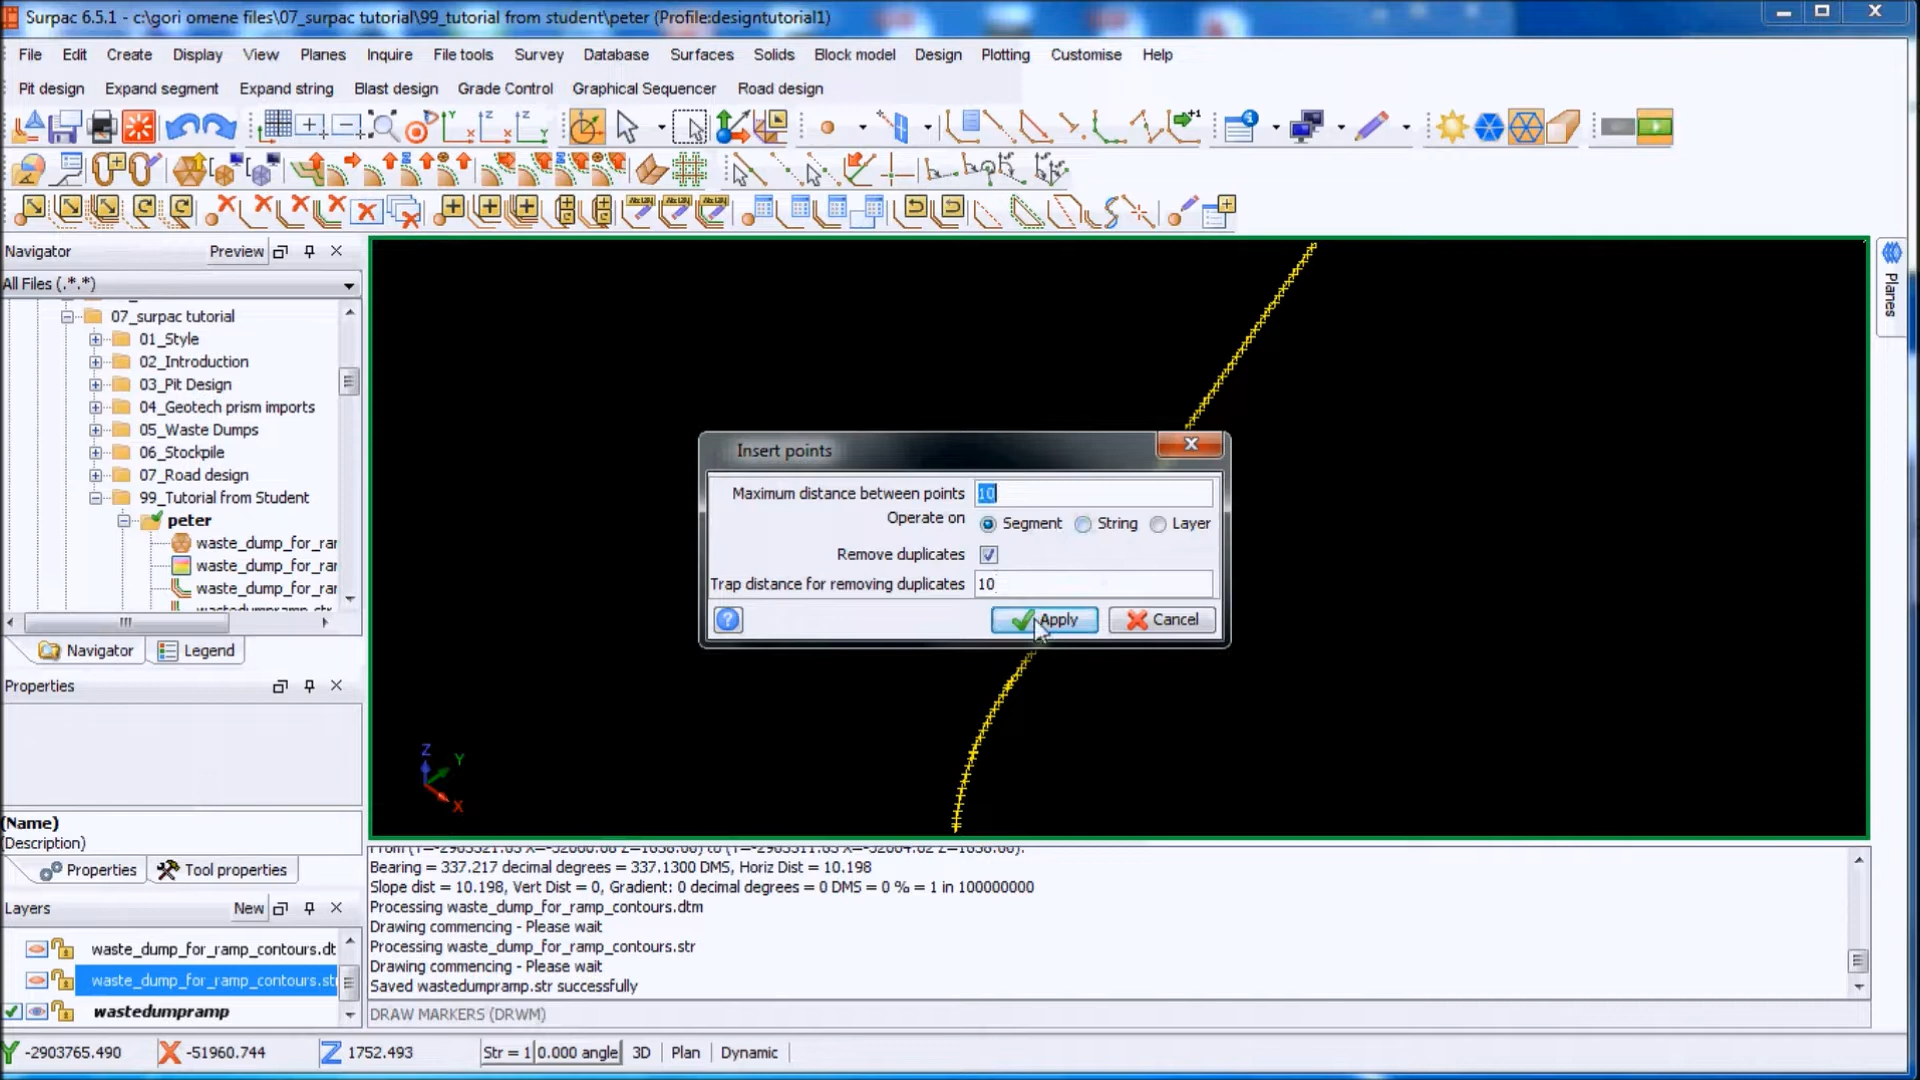 Surpac 6.5.1 - c:\gori omene files\07_surpac tutorial\99_tutorial from student\peter (Profile:designtutorial1)
File Edit Create Display View Planes Inquire File tools Survey Database Surfaces Solids Block model Design Plotting Customise Help
Pit design Expand segment Expand string Blast design Grade Control Graphical Sequencer Road design
Navigator Preview
All Files (.*.*)
07_surpac tutorial
01_Style
02_Introduction
03_Pit Design
04_Geotech prism imports
05_Waste Dumps
06_Stockpile
07_Road design
99_Tutorial from Student
peter
waste_dump_for_rar
waste_dump_for_rar
waste_dump_for_rar
wastedumpramp.str
Navigator Legend
Properties
(Name)
(Description)
Properties Tool properties
Layers New
waste_dump_for_ramp_contours.dt
waste_dump_for_ramp_contours.str
wastedumpramp
Planes
Insert points
Maximum distance between points 10
Operate on Segment String Layer
Remove duplicates
Trap distance for removing duplicates 10
Apply Cancel
Z Y X
Bearing = 337.217 decimal degrees = 337.1300 DMS, Horiz Dist = 10.198
Slope dist = 10.198, Vert Dist = 0, Gradient: 0 decimal degrees = 0 DMS = 0 % = 1 in 100000000
Processing waste_dump_for_ramp_contours.dtm
Drawing commencing - Please wait
Processing waste_dump_for_ramp_contours.str
Drawing commencing - Please wait
Saved wastedumpramp.str successfully
DRAW MARKERS (DRWM)
Y -2903765.490 X -51960.744 Z 1752.493 Str = 1 0.000 angle 3D Plan Dynamic